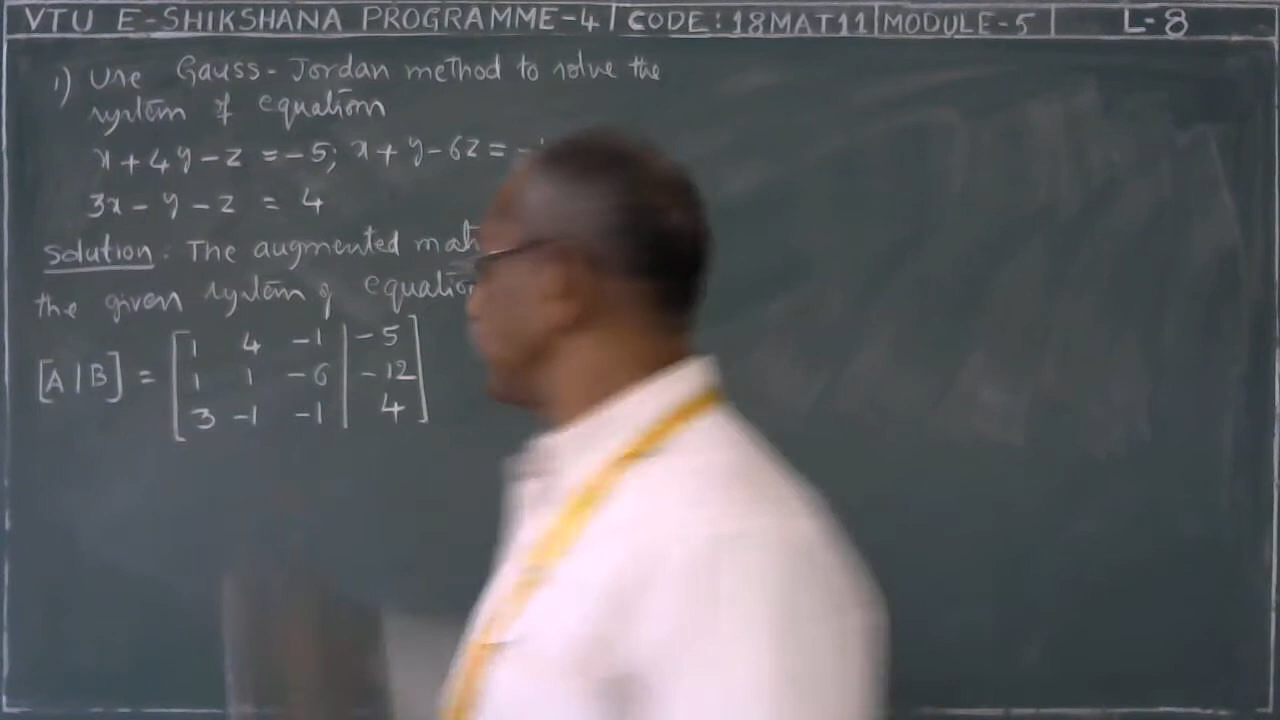 VTU E-SHIKSHANA PROGRAMME-4 | CODE:18MAT11 | MODULE-5 | L-8
1) Use Gauss-Jordan method to solve the
system of equation
x+4y-z = -5; x+y-6z = -
3x-y-z = 4
Solution: The augmented
the given system of
[A|B] = [1 4 -1 | -5
1 1 -6 | -12
3 -1 -1 | 4]